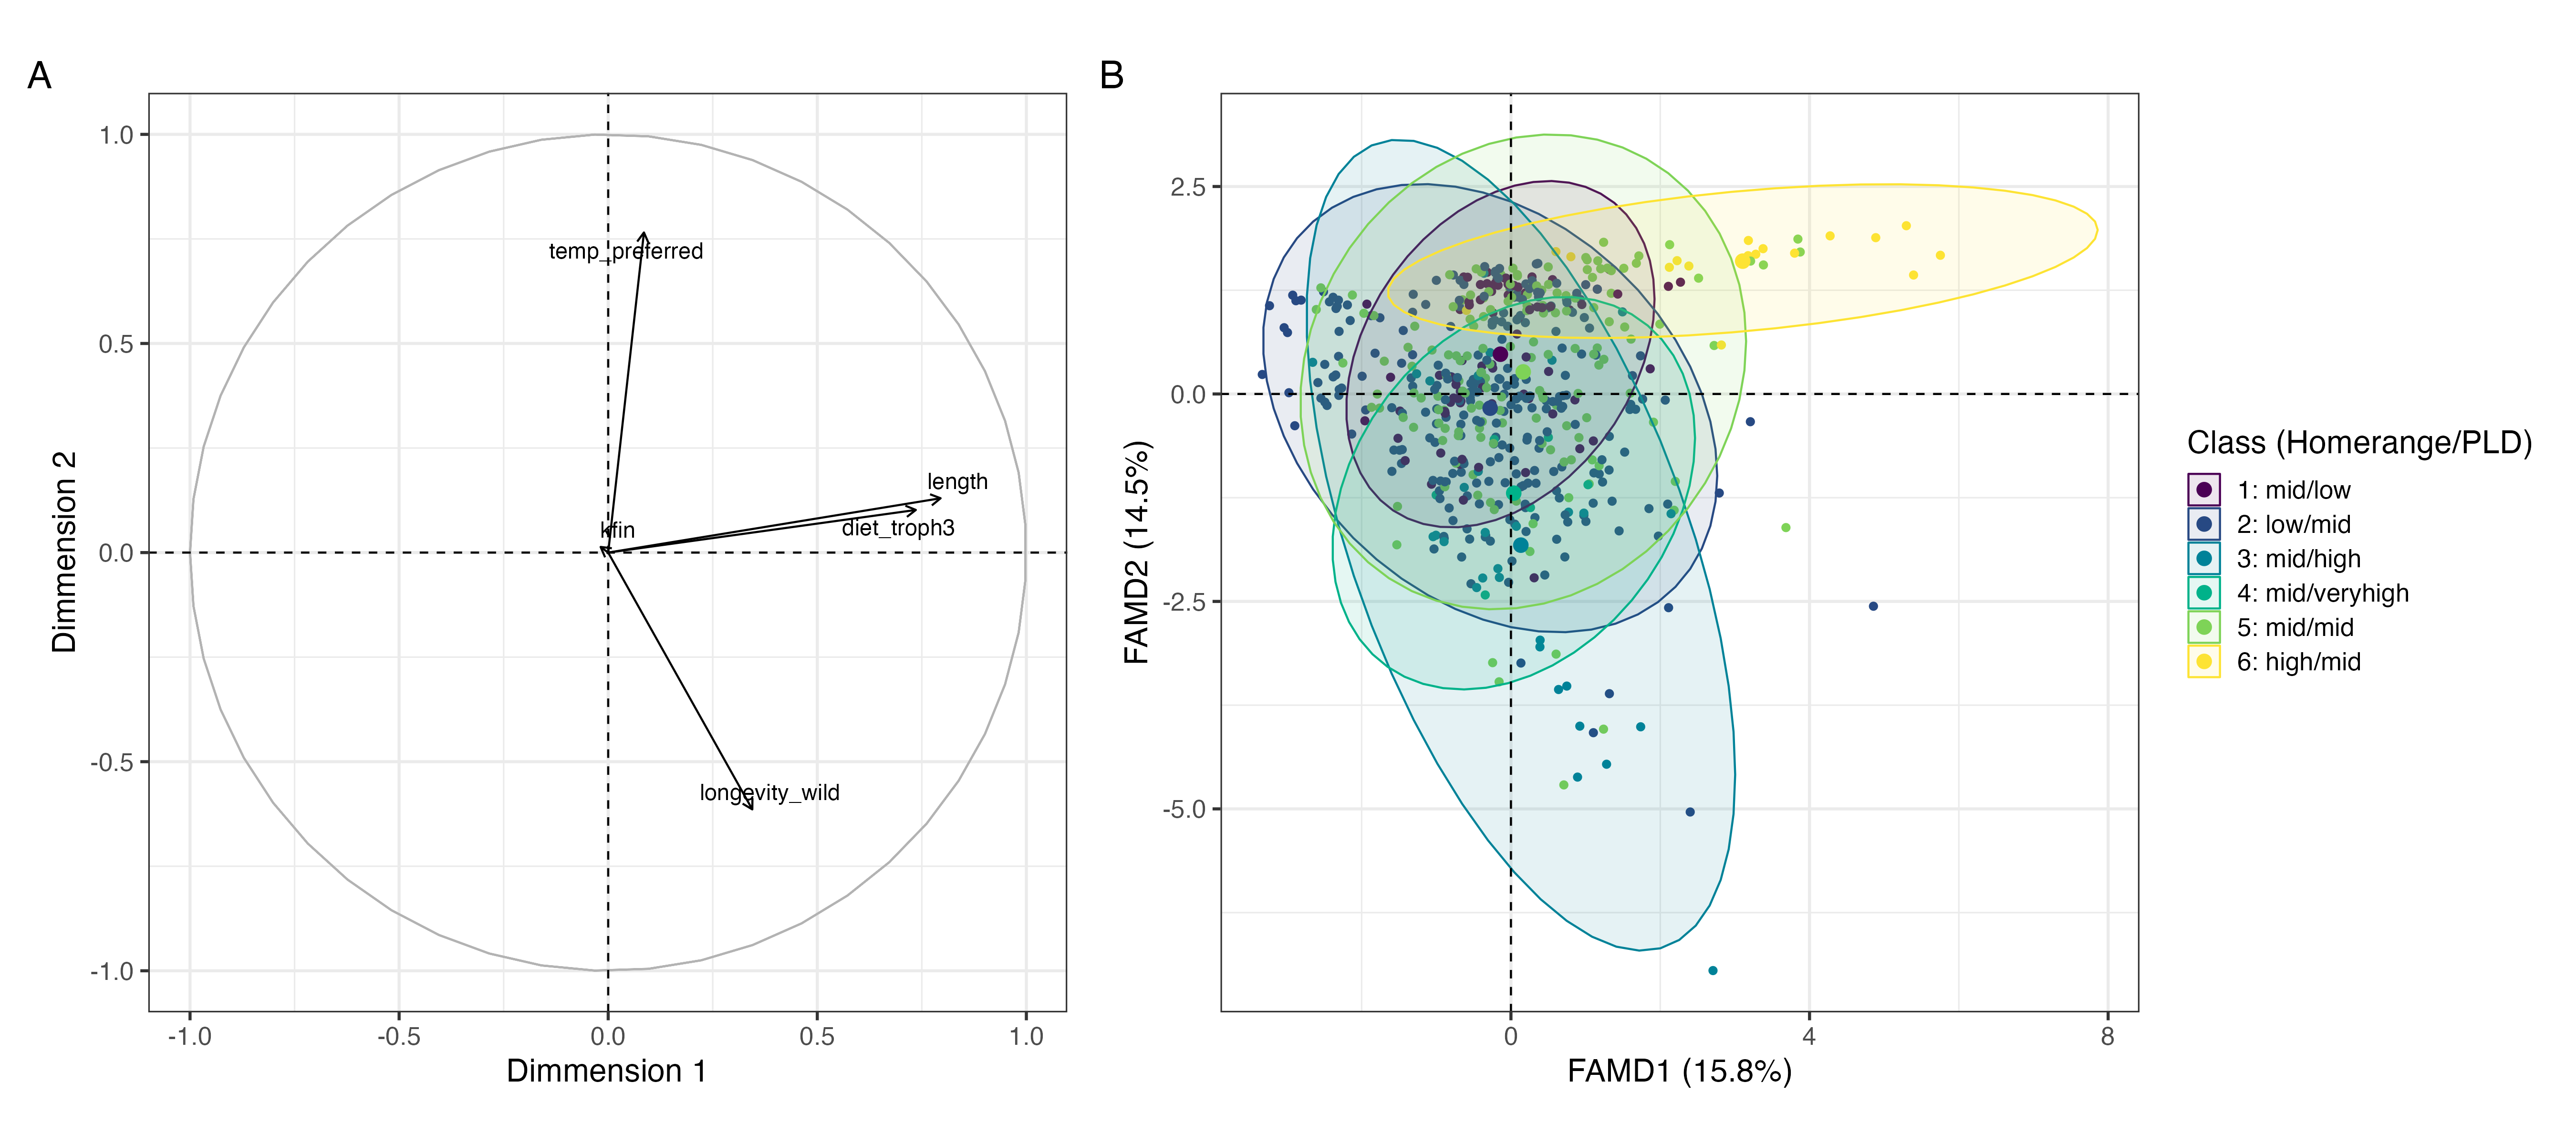 A
1.0
0.5
0.0
-0.5
-1.0
Dimmension 2
temp_preferred
length
kfin
diet_troph3
longevity_wild
-1.0
-0.5
0.0
0.5
1.0
Dimmension 1
B
2.5
0.0
-2.5
-5.0
FAMD2 (14.5%)
0
4
8
FAMD1 (15.8%)
Class (Homerange/PLD)
1: mid/low
2: low/mid
3: mid/high
4: mid/veryhigh
5: mid/mid
6: high/mid